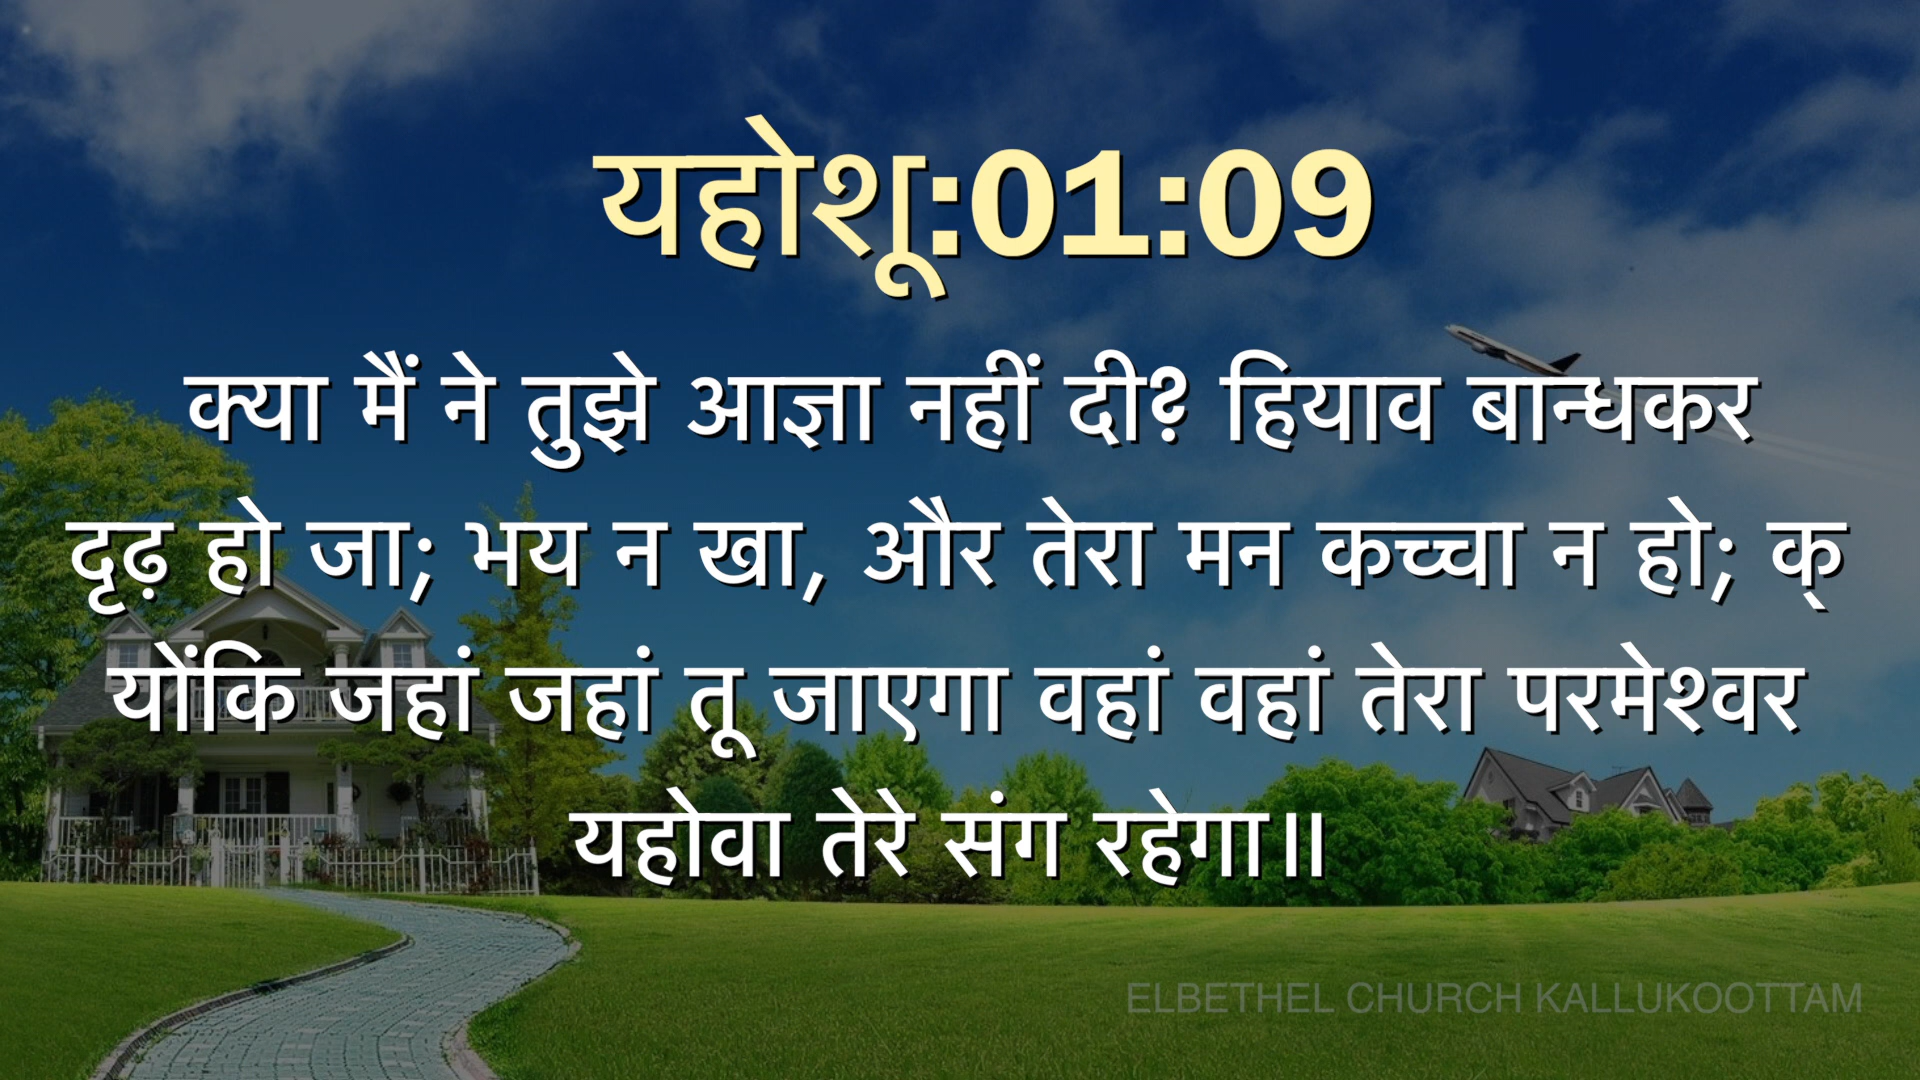 यहोशू:01:09
क्या मैं ने तुझे आज्ञा नहीं दी? हियाव बान्धकर
दृढ़ हो जा; भय न खा, और तेरा मन कच्चा न हो; क्
योंकि जहां जहां तू जाएगा वहां वहां तेरा परमेश्वर
यहोवा तेरे संग रहेगा॥
ELBETHEL CHURCH KALLUKOOTTAM